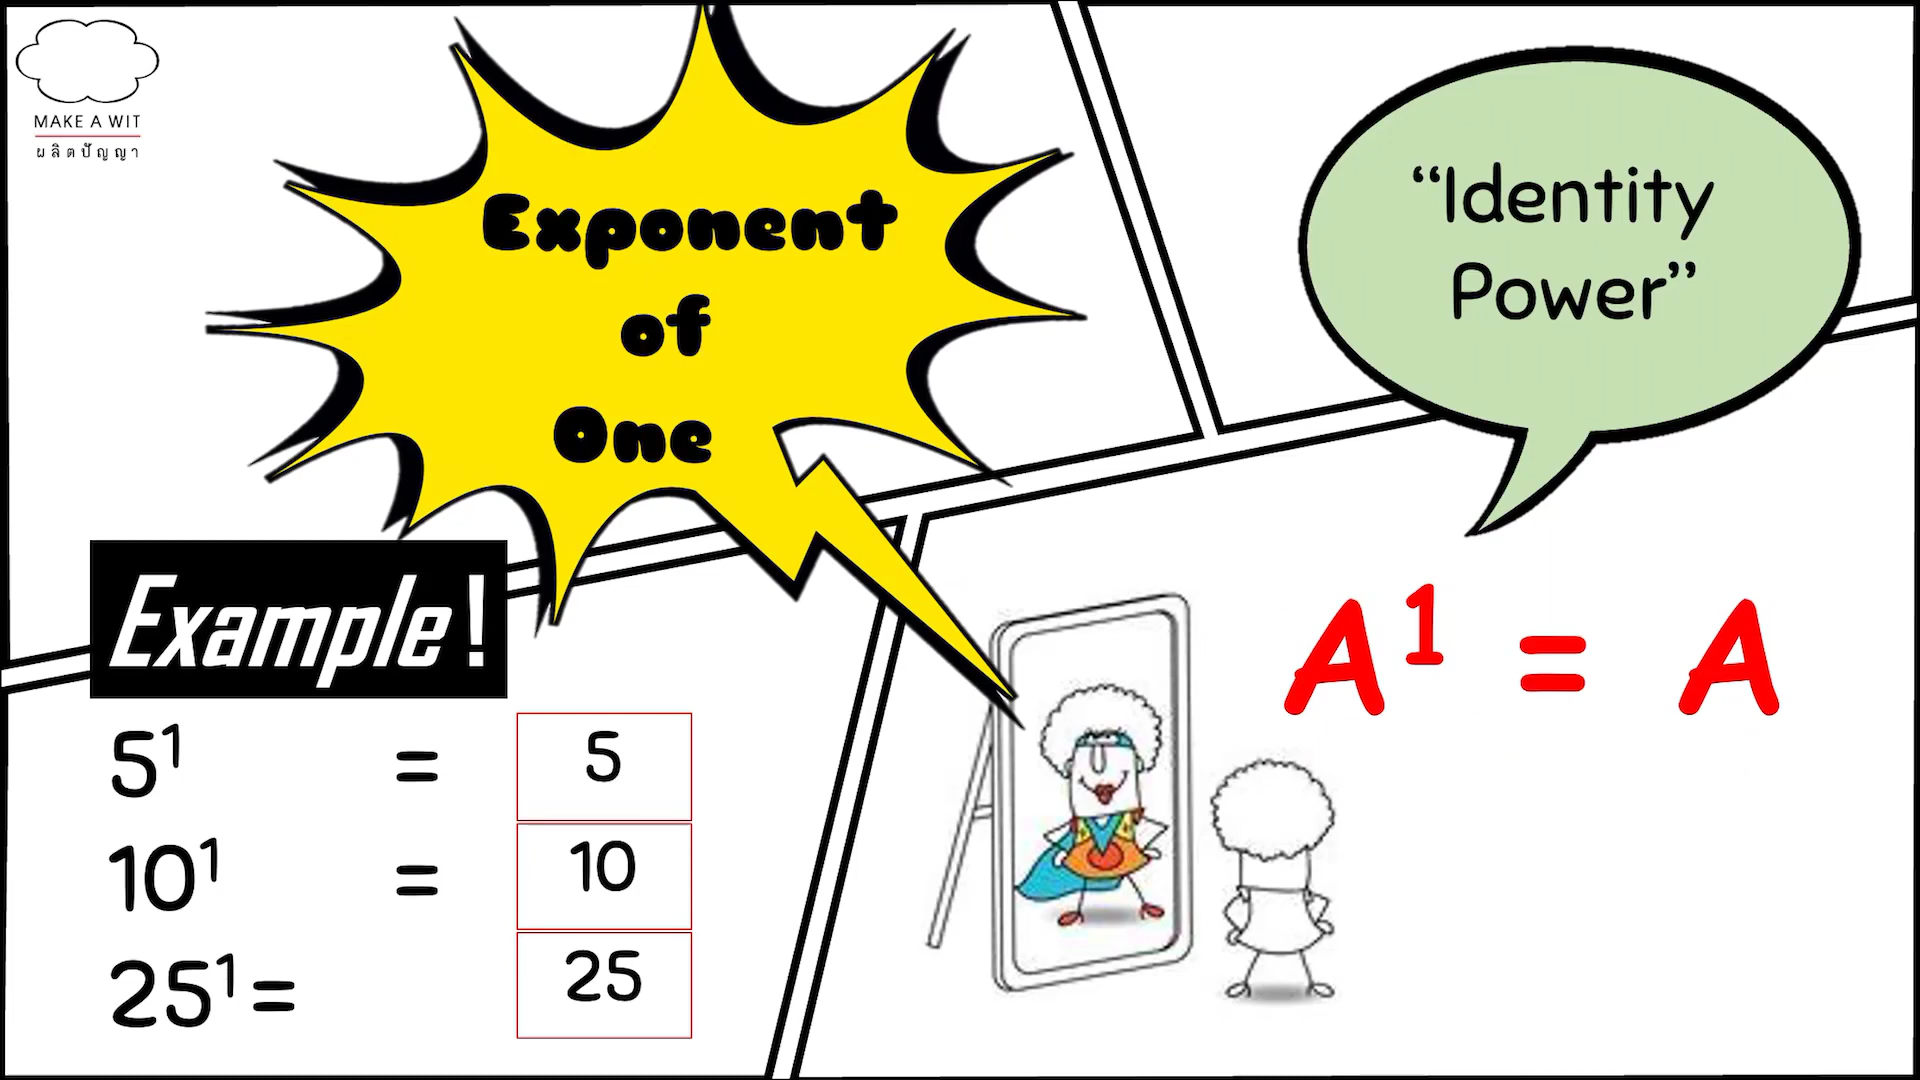 MAKE A WIT
ผลิตปัญญา
Exponent
of
One
“Identity
Power”
Example!
5¹ = 5
10¹ = 10
25¹ = 25
A¹ = A